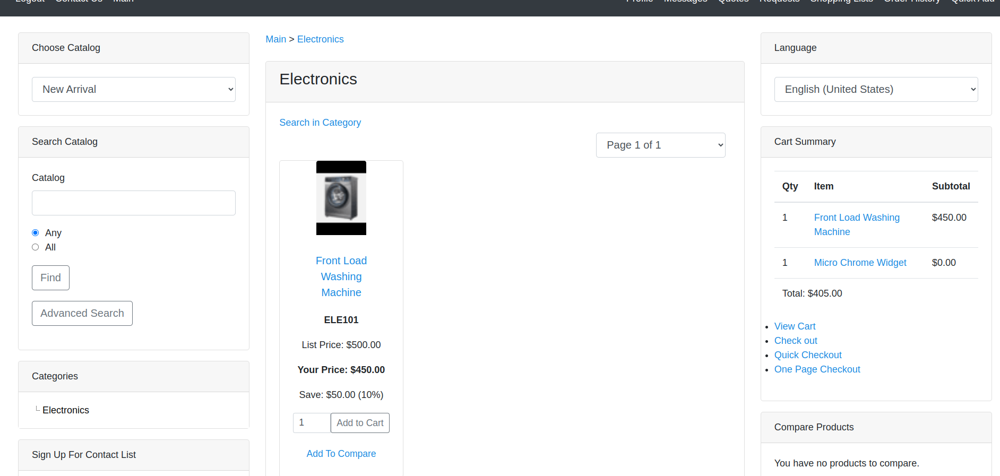 Logout Contact Us Main
Profile Messages Quotes Requests Shopping Lists Order History Quick Add
Choose Catalog
New Arrival
Search Catalog
Catalog
Any
All
Find
Advanced Search
Categories
Electronics
Sign Up For Contact List
Main > Electronics
Electronics
Search in Category
Page 1 of 1
Front Load
Washing
Machine
ELE101
List Price: $500.00
Your Price: $450.00
Save: $50.00 (10%)
1 Add to Cart
Add To Compare
Language
English (United States)
Cart Summary
Qty Item Subtotal
1 Front Load Washing $450.00
Machine
1 Micro Chrome Widget $0.00
Total: $405.00
View Cart
Check out
Quick Checkout
One Page Checkout
Compare Products
You have no products to compare.